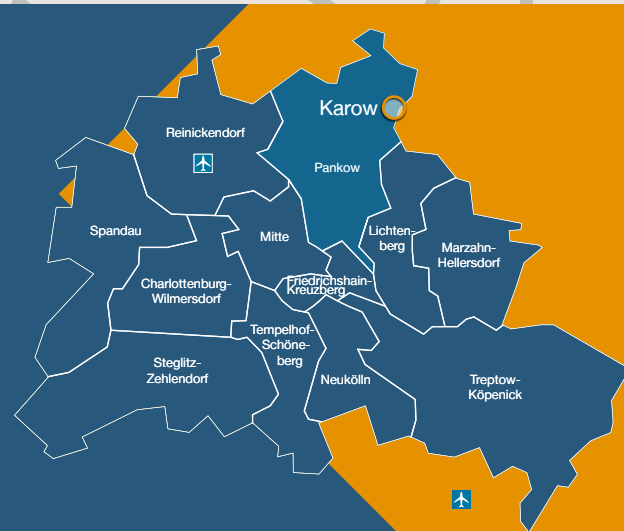 Karow
Reinickendorf
Pankow
Spandau
Mitte
Lichten-
berg
Marzahn-
Hellersdorf
Charlottenburg-
Wilmersdorf
Friedrichshain-
Kreuzberg
Tempelhof-
Schöne-
berg
Steglitz-
Zehlendorf
Neukölln
Treptow-
Köpenick